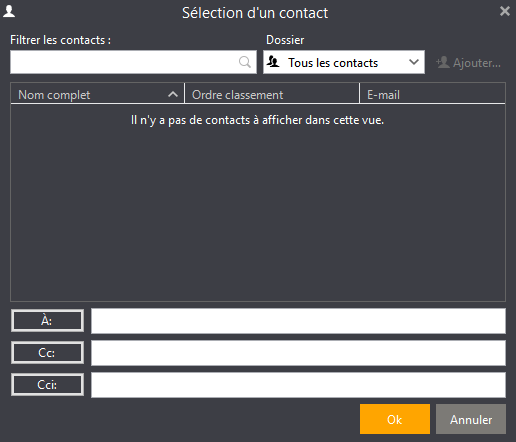 Sélection d'un contact
Filtrer les contacts :
Dossier
Tous les contacts
Ajouter...
Nom complet
Ordre classement
E-mail
Il n'y a pas de contacts à afficher dans cette vue.
À:
Cc:
Cci:
Ok
Annuler